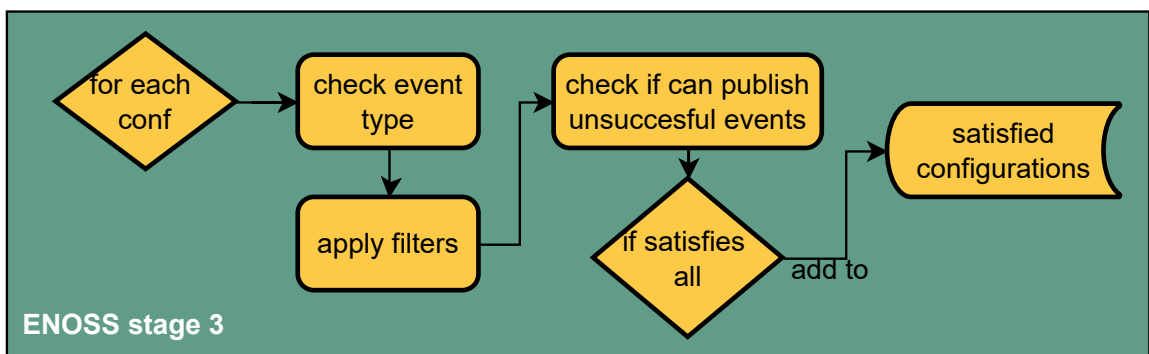 for each
conf
check event
type
apply filters
check if can publish
unsuccesful events
if satisfies
all
add to
satisfied
configurations
ENOSS stage 3